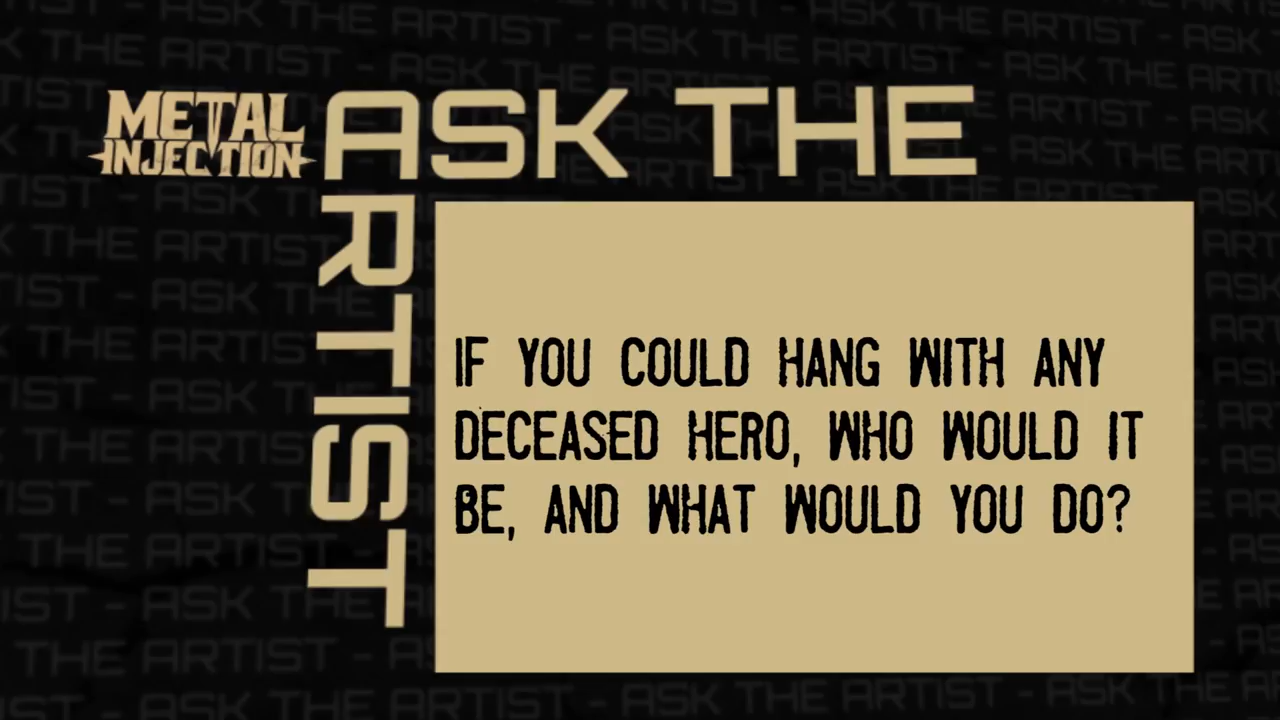 METAL
INJECTION
ASK THE
ARTIST
IF YOU COULD HANG WITH ANY
DECEASED HERO, WHO WOULD IT
BE, AND WHAT WOULD YOU DO?